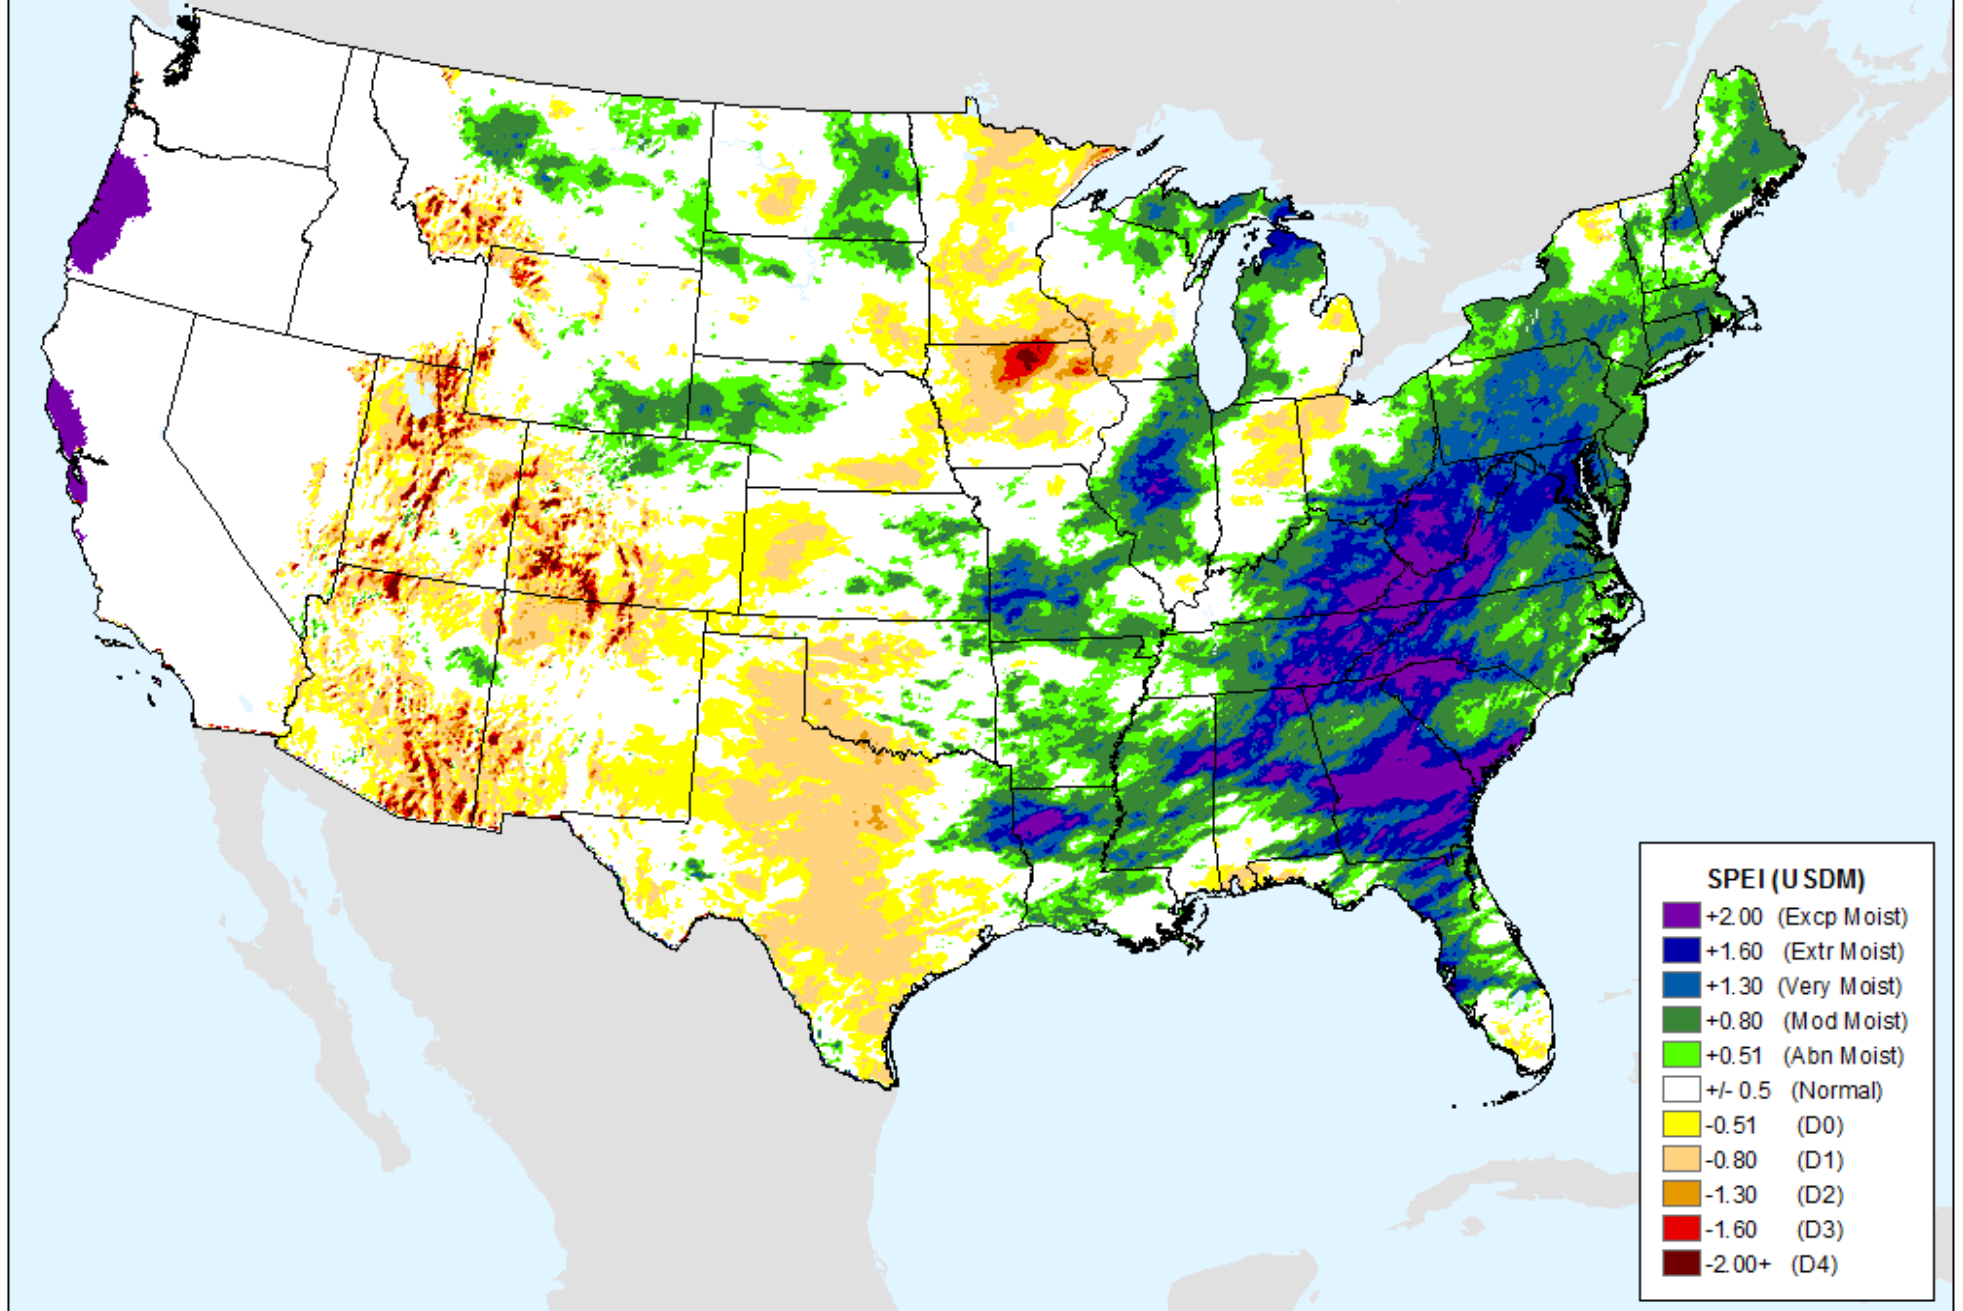 SPEI (USDM)
+2.00 (Excp Moist)
+1.60 (Extr Moist)
+1.30 (Very Moist)
+0.80 (Mod Moist)
+0.51 (Abn Moist)
+/- 0.5 (Normal)
-0.51 (D0)
-0.80 (D1)
-1.30 (D2)
-1.60 (D3)
-2.00+ (D4)